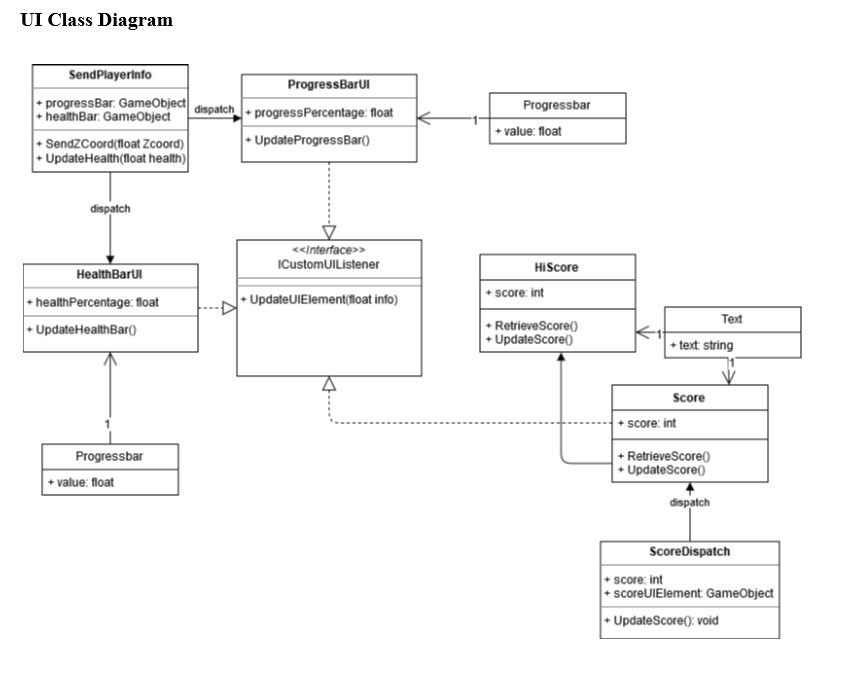 UI Class Diagram
SendPlayerInfo
+ progressBar: GameObject
+ healthBar: GameObject
+ SendZCoord(float Zcoord)
+ UpdateHealth(float health)
dispatch
ProgressBarUI
+ progressPercentage: float
+ UpdateProgressBar()
1
Progressbar
+ value: float
dispatch
HealthBarUI
+ healthPercentage: float
+ UpdateHealthBar()
<<Interface>>
ICustomUIListener
+ UpdateUIElement(float info)
HiScore
+ score: int
+ RetrieveScore()
+ UpdateScore()
1
Text
+ text: string
1
Score
+ score: int
+ RetrieveScore()
+ UpdateScore()
1
Progressbar
+ value: float
dispatch
ScoreDispatch
+ score: int
+ scoreUIElement: GameObject
+ UpdateScore(): void